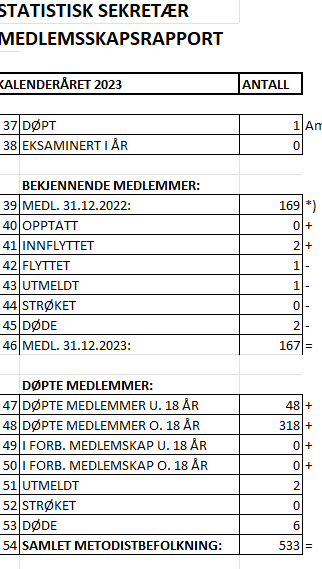 STATISTISK SEKRETÆR
MEDLEMSSKAPSRAPPORT
KALENDERÅRET 2023 ANTALL
37 DØPT 1
38 EKSAMINERT I ÅR 0
BEKJENNENDE MEDLEMMER:
39 MEDL. 31.12.2022: 169 *)
40 OPPTATT 0 +
41 INNFLYTTET 2 +
42 FLYTTET 1 -
43 UTMELDT 1 -
44 STRØKET 0 -
45 DØDE 2 -
46 MEDL. 31.12.2023: 167 =
DØPTE MEDLEMMER:
47 DØPTE MEDLEMMER U. 18 ÅR 48 +
48 DØPTE MEDLEMMER O. 18 ÅR 318 +
49 I FORB. MEDLEMSKAP U. 18 ÅR 0 +
50 I FORB. MEDLEMSKAP O. 18 ÅR 0 +
51 UTMELDT 2
52 STRØKET 0
53 DØDE 6
54 SAMLET METODISTBEFOLKNING: 533 =